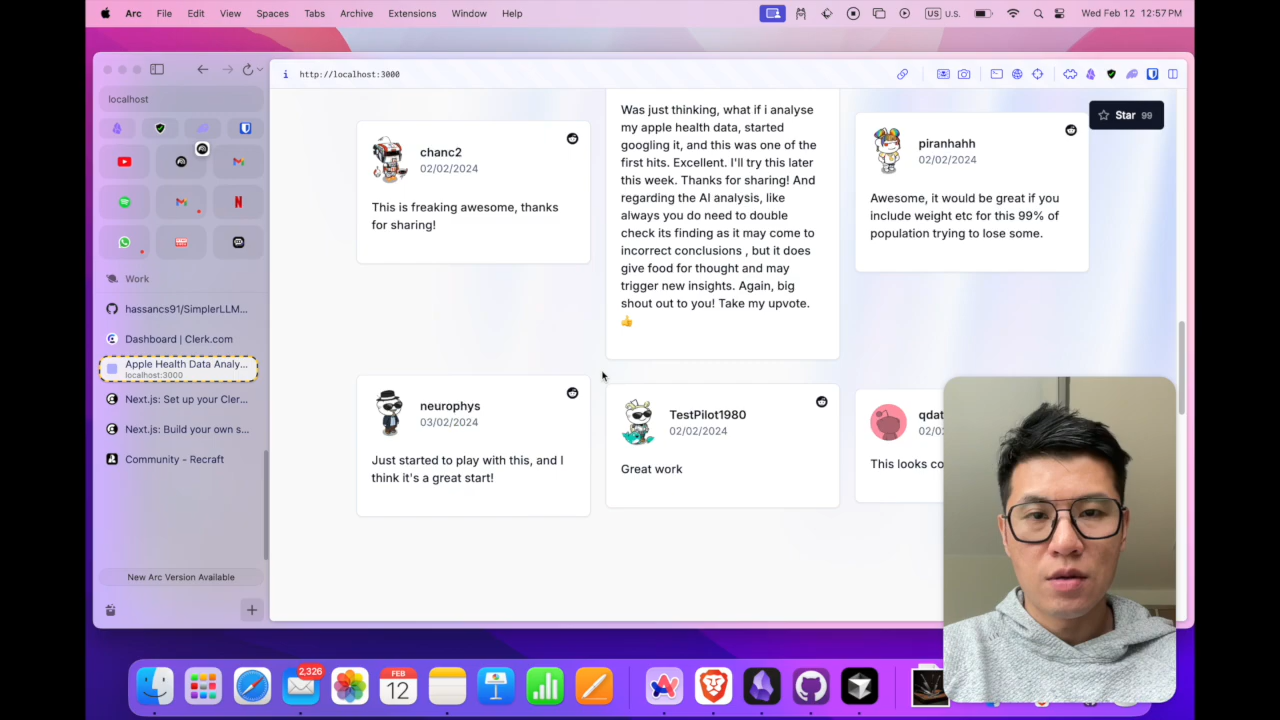 Arc File Edit View Spaces Tabs Archive Extensions Window Help
US U.S. Wed Feb 12 12:57 PM
localhost
Work
hassancs91/SimplerLLM...
Dashboard | Clerk.com
Apple Health Data Analy...
localhost:3000
Next.js: Set up your Cler...
Next.js: Build your own s...
Community - Recraft
New Arc Version Available
http://localhost:3000
Star 99
chanc2
02/02/2024
This is freaking awesome, thanks
for sharing!
Was just thinking, what if i analyse
my apple health data, started
googling it, and this was one of the
first hits. Excellent. I'll try this later
this week. Thanks for sharing! And
regarding the AI analysis, like
always you do need to double
check its finding as it may come to
incorrect conclusions , but it does
give food for thought and may
trigger new insights. Again, big
shout out to you! Take my upvote.
👍
piranhahh
02/02/2024
Awesome, it would be great if you
include weight etc for this 99% of
population trying to lose some.
neurophys
03/02/2024
Just started to play with this, and I
think it's a great start!
TestPilot1980
02/02/2024
Great work
qdat
02/0
This looks co
2,326
FEB
12